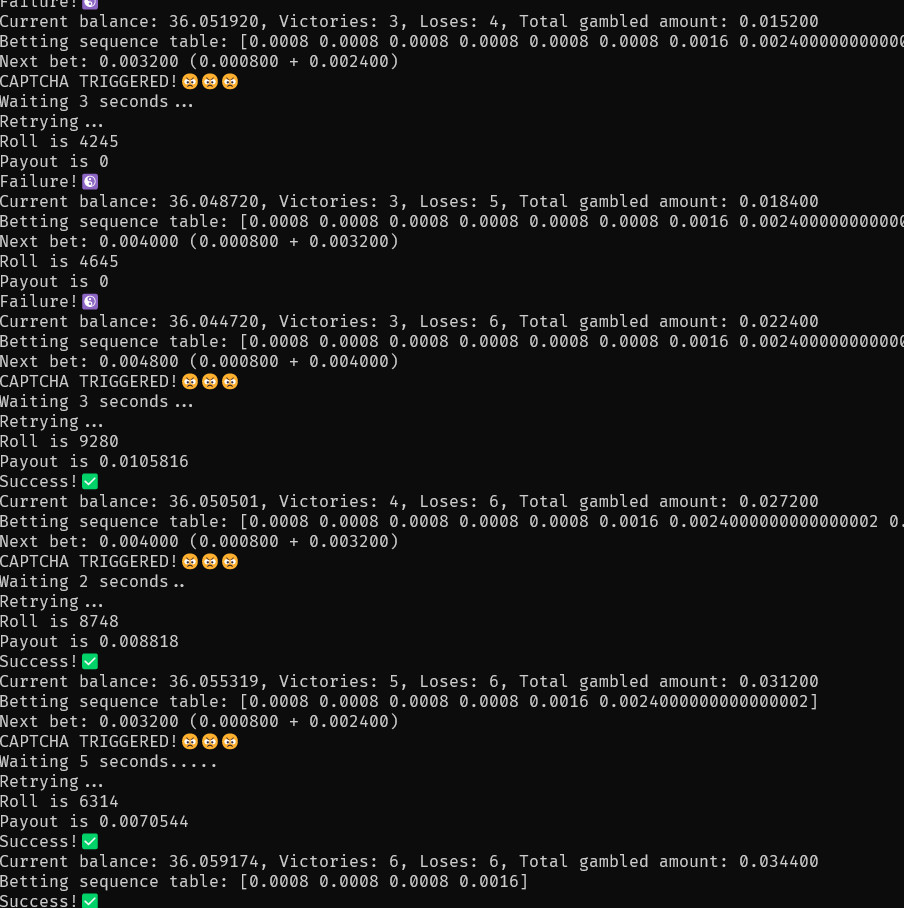 Failure!☯
Current balance: 36.051920, Victories: 3, Loses: 4, Total gambled amount: 0.015200
Betting sequence table: [0.0008 0.0008 0.0008 0.0008 0.0008 0.0008 0.0016 0.002400000000000
Next bet: 0.003200 (0.000800 + 0.002400)
CAPTCHA TRIGGERED!😡😡😡
Waiting 3 seconds...
Retrying...
Roll is 4245
Payout is 0
Failure!☯
Current balance: 36.048720, Victories: 3, Loses: 5, Total gambled amount: 0.018400
Betting sequence table: [0.0008 0.0008 0.0008 0.0008 0.0008 0.0008 0.0016 0.002400000000000
Next bet: 0.004000 (0.000800 + 0.003200)
Roll is 4645
Payout is 0
Failure!☯
Current balance: 36.044720, Victories: 3, Loses: 6, Total gambled amount: 0.022400
Betting sequence table: [0.0008 0.0008 0.0008 0.0008 0.0008 0.0008 0.0016 0.002400000000000
Next bet: 0.004800 (0.000800 + 0.004000)
CAPTCHA TRIGGERED!😡😡😡
Waiting 3 seconds...
Retrying...
Roll is 9280
Payout is 0.0105816
Success!✅
Current balance: 36.050501, Victories: 4, Loses: 6, Total gambled amount: 0.027200
Betting sequence table: [0.0008 0.0008 0.0008 0.0008 0.0008 0.0016 0.0024000000000000002 0.
Next bet: 0.004000 (0.000800 + 0.003200)
CAPTCHA TRIGGERED!😡😡😡
Waiting 2 seconds..
Retrying...
Roll is 8748
Payout is 0.008818
Success!✅
Current balance: 36.055319, Victories: 5, Loses: 6, Total gambled amount: 0.031200
Betting sequence table: [0.0008 0.0008 0.0008 0.0008 0.0016 0.0024000000000000002]
Next bet: 0.003200 (0.000800 + 0.002400)
CAPTCHA TRIGGERED!😡😡😡
Waiting 5 seconds.....
Retrying...
Roll is 6314
Payout is 0.0070544
Success!✅
Current balance: 36.059174, Victories: 6, Loses: 6, Total gambled amount: 0.034400
Betting sequence table: [0.0008 0.0008 0.0008 0.0016]
Success!✅